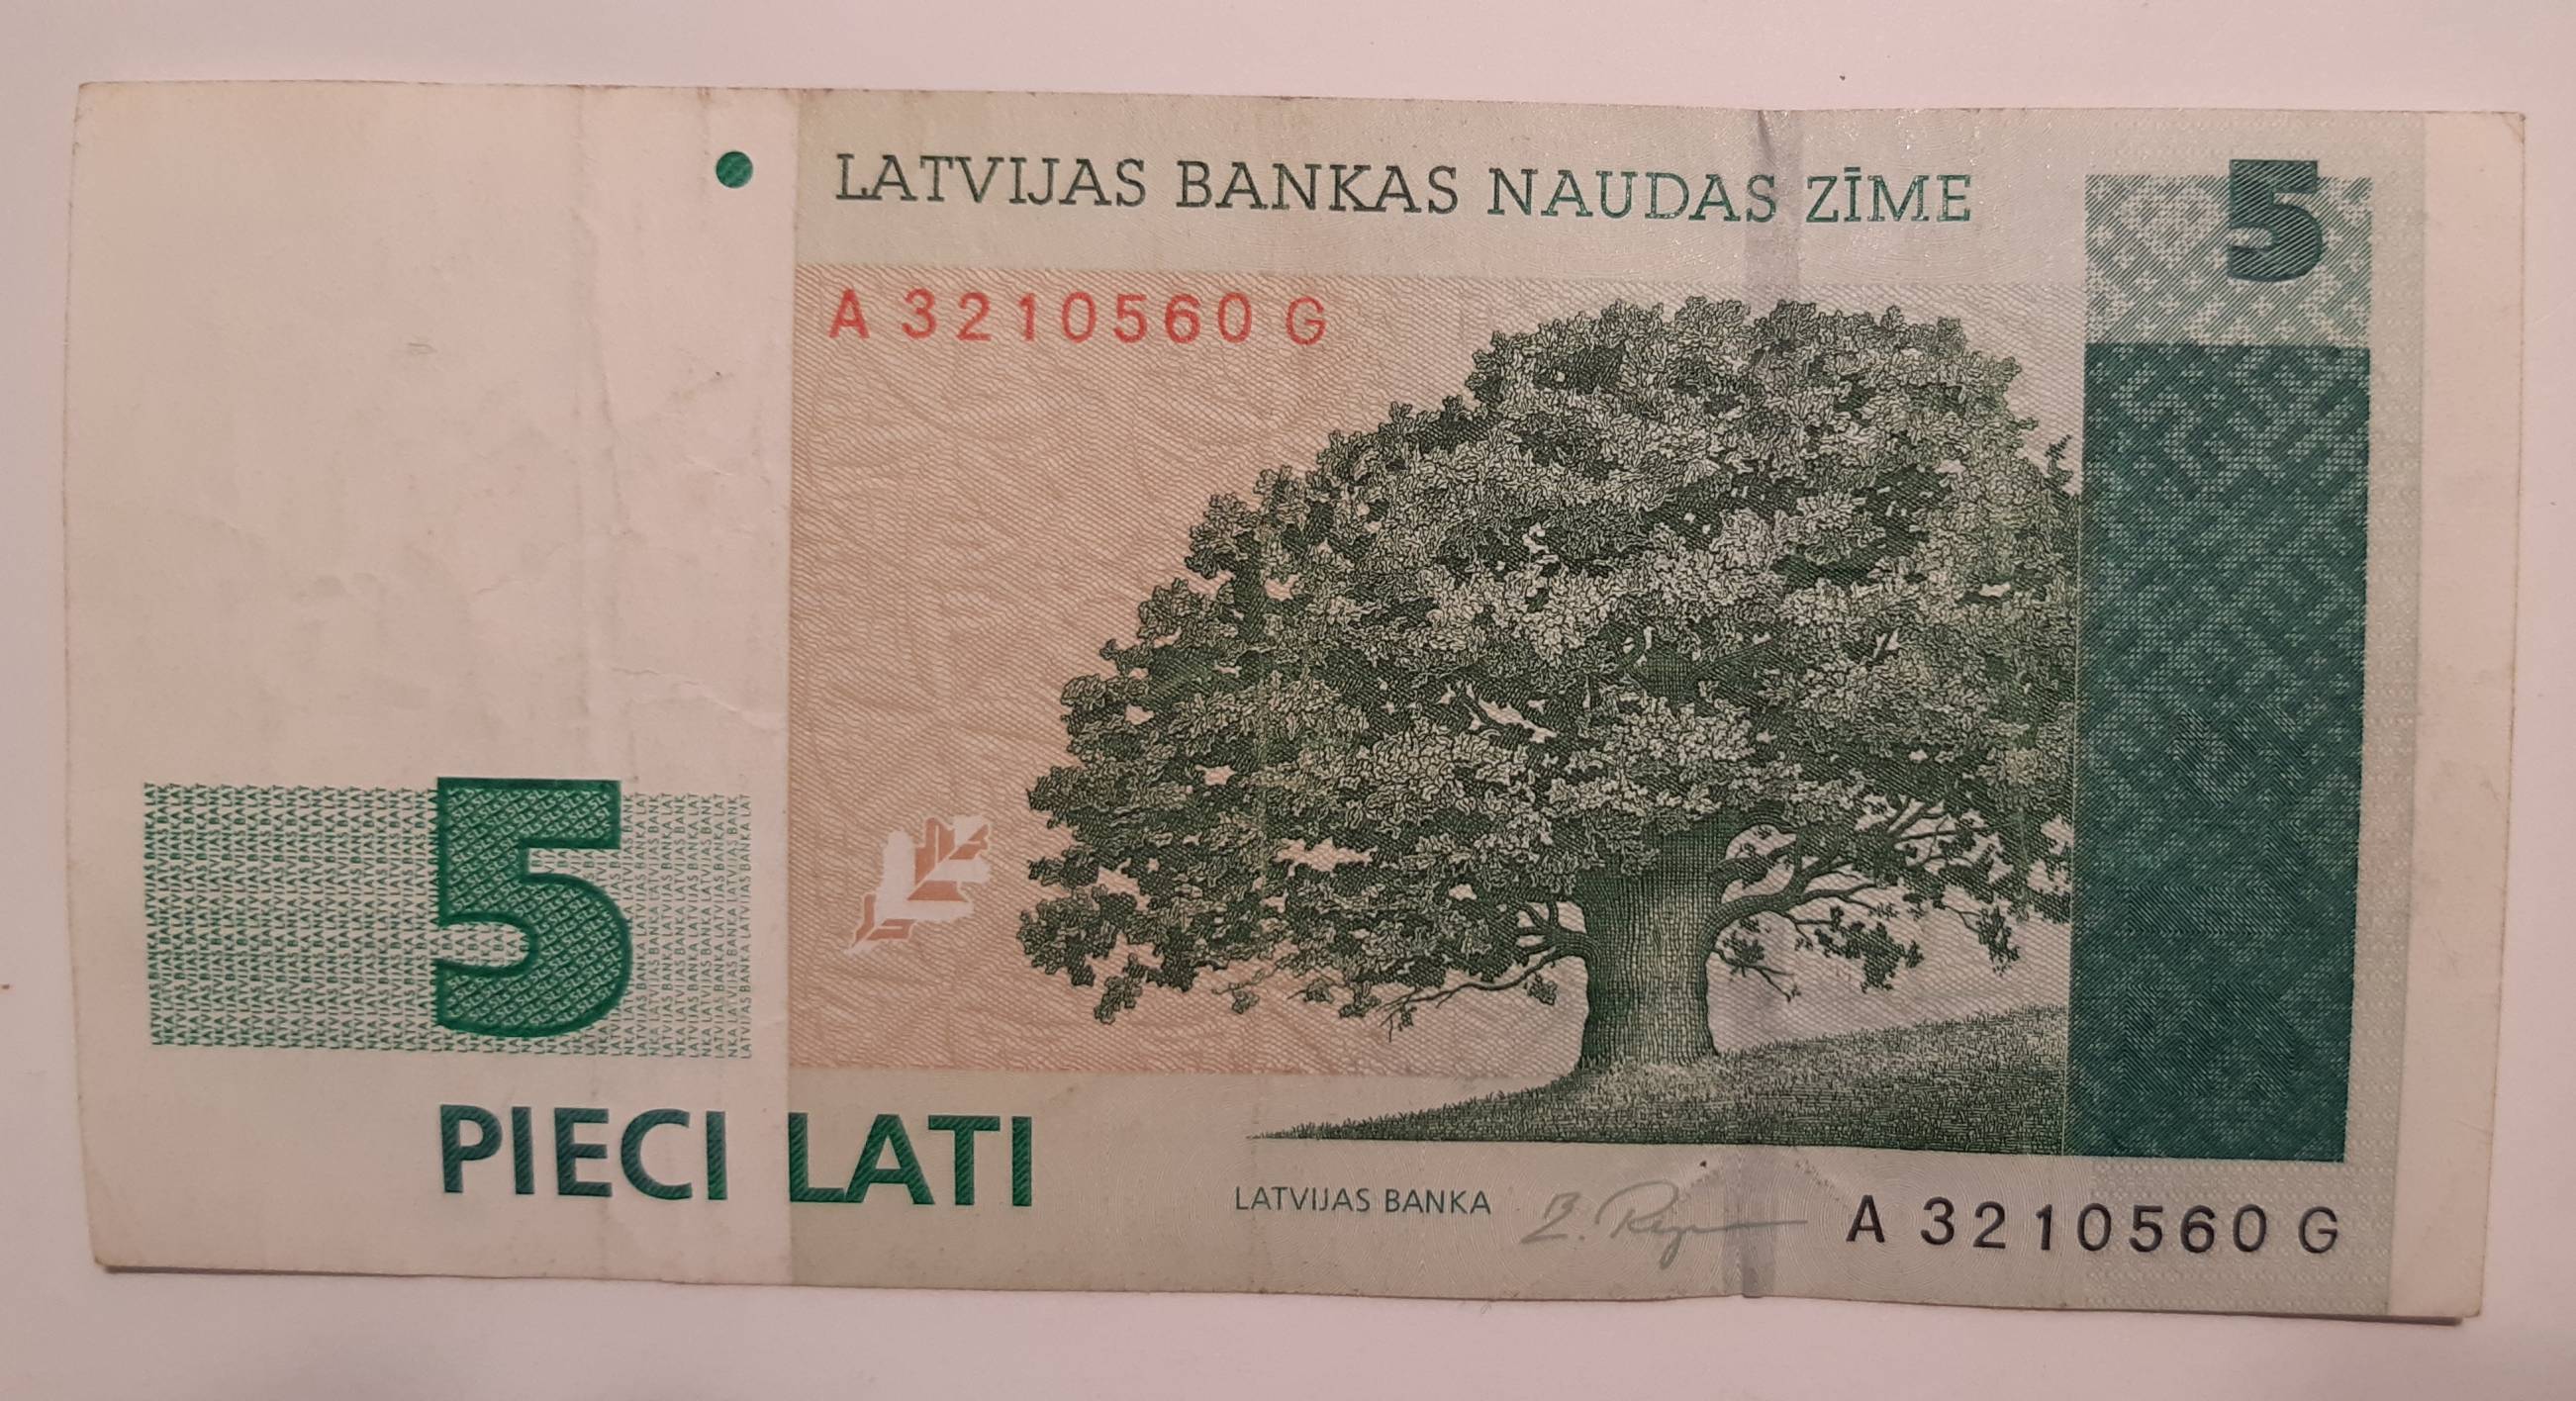 LATVIJAS BANKAS NAUDAS ZĪME
5
A 3210560 G
5
PIECI LATI
LATVIJAS BANKA
A 3210560 G